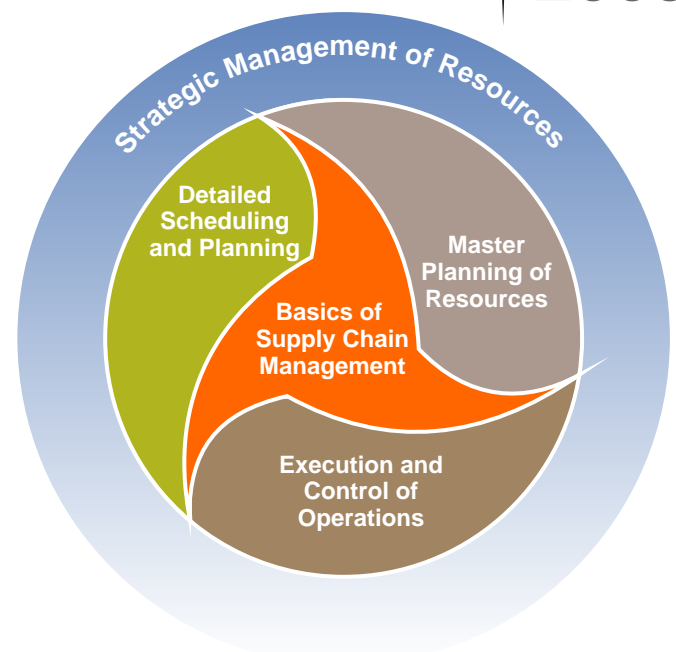 Strategic Management of Resources
Detailed
Scheduling
and Planning
Master
Planning of
Resources
Basics of
Supply Chain
Management
Execution and
Control of
Operations